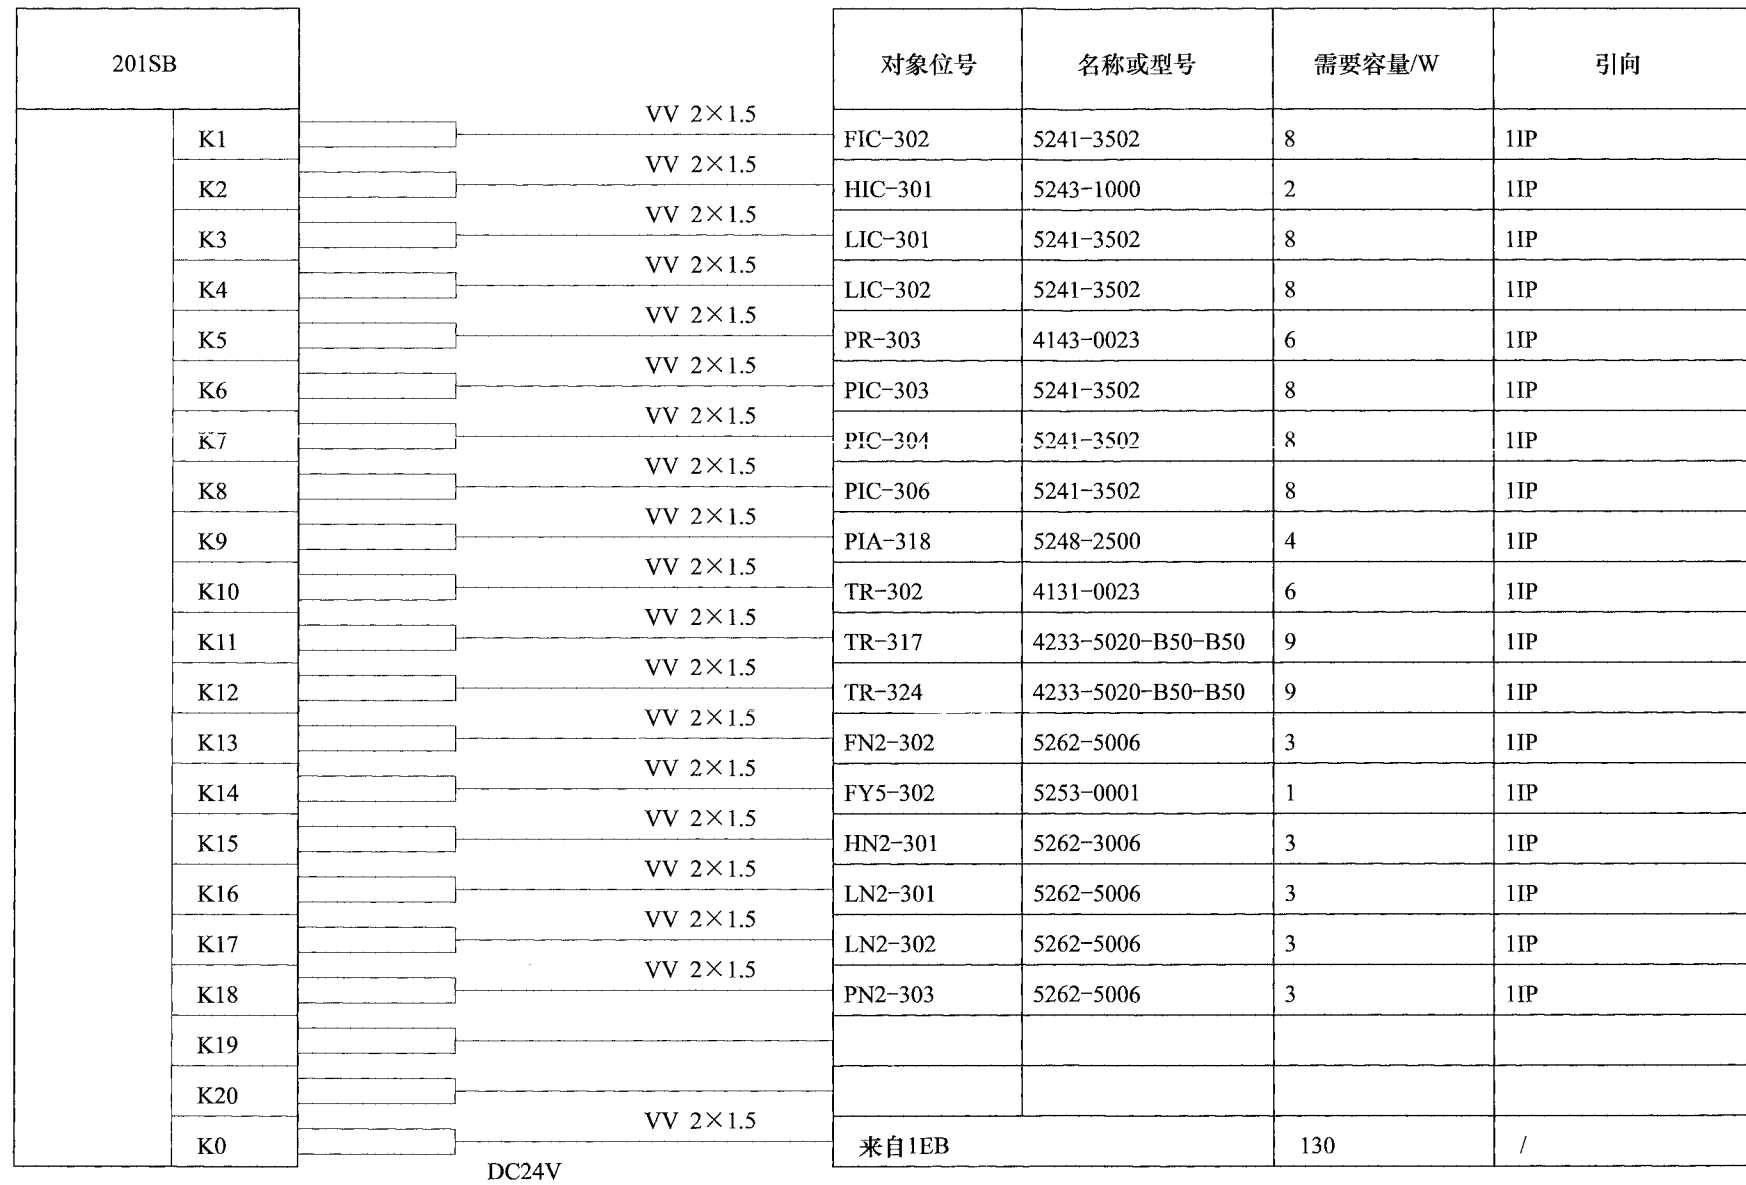 201SB 对象位号 名称或型号 需要容量/W 引向
K1 VV 2×1.5 FIC-302 5241-3502 8 1IP
K2 VV 2×1.5 HIC-301 5243-1000 2 1IP
K3 VV 2×1.5 LIC-301 5241-3502 8 1IP
K4 VV 2×1.5 LIC-302 5241-3502 8 1IP
K5 VV 2×1.5 PR-303 4143-0023 6 1IP
K6 VV 2×1.5 PIC-303 5241-3502 8 1IP
K7 VV 2×1.5 PIC-304 5241-3502 8 1IP
K8 VV 2×1.5 PIC-306 5241-3502 8 1IP
K9 VV 2×1.5 PIA-318 5248-2500 4 1IP
K10 VV 2×1.5 TR-302 4131-0023 6 1IP
K11 VV 2×1.5 TR-317 4233-5020-B50-B50 9 1IP
K12 VV 2×1.5 TR-324 4233-5020-B50-B50 9 1IP
K13 VV 2×1.5 FN2-302 5262-5006 3 1IP
K14 VV 2×1.5 FY5-302 5253-0001 1 1IP
K15 VV 2×1.5 HN2-301 5262-3006 3 1IP
K16 VV 2×1.5 LN2-301 5262-5006 3 1IP
K17 VV 2×1.5 LN2-302 5262-5006 3 1IP
K18 VV 2×1.5 PN2-303 5262-5006 3 1IP
K19
K20
K0 VV 2×1.5 来自1EB 130 /
DC24V